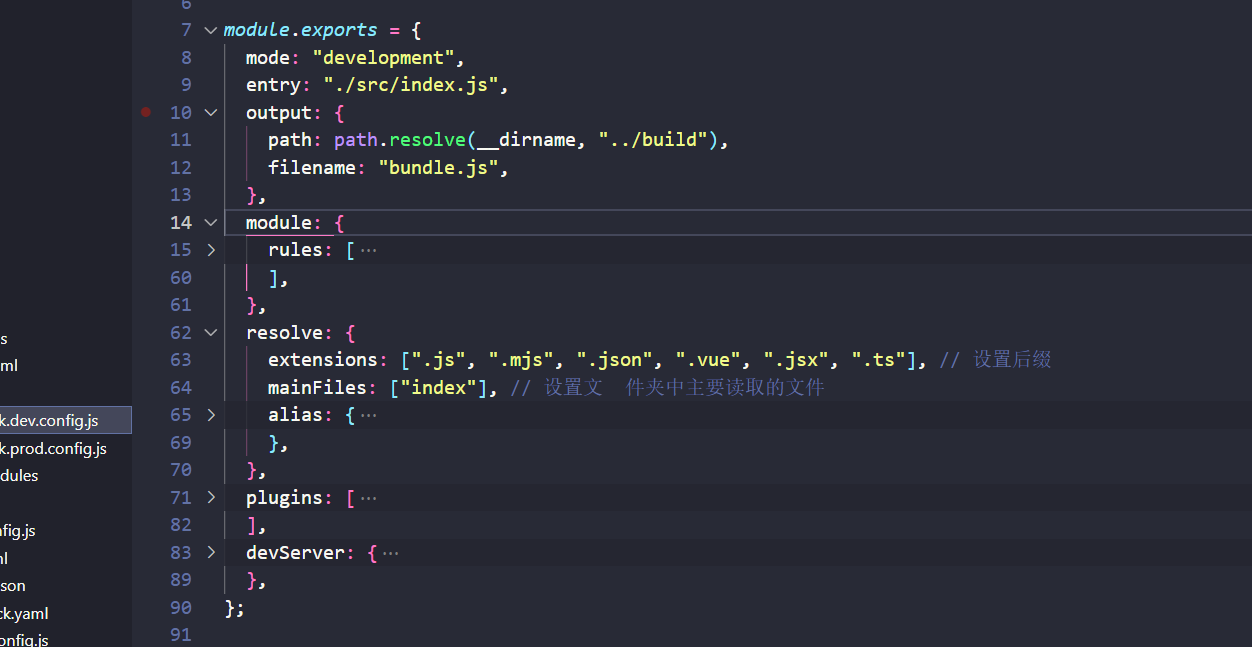 6
7 module.exports = {
8 mode: "development",
9 entry: "./src/index.js",
10 output: {
11 path: path.resolve(__dirname, "../build"),
12 filename: "bundle.js",
13 },
14 module: {
15 rules: [ ···
60 ],
61 },
62 resolve: {
s
63 extensions: [".js", ".mjs", ".json", ".vue", ".jsx", ".ts"], // 设置后缀
ml
64 mainFiles: ["index"], // 设置文 件夹中主要读取的文件
65 alias: { ···
k.dev.config.js
69 },
k.prod.config.js
70 },
dules
71 plugins: [ ···
82 ],
nfig.js
83 devServer: { ···
nl
89 },
son
90 };
ck.yaml
91
onfig.js